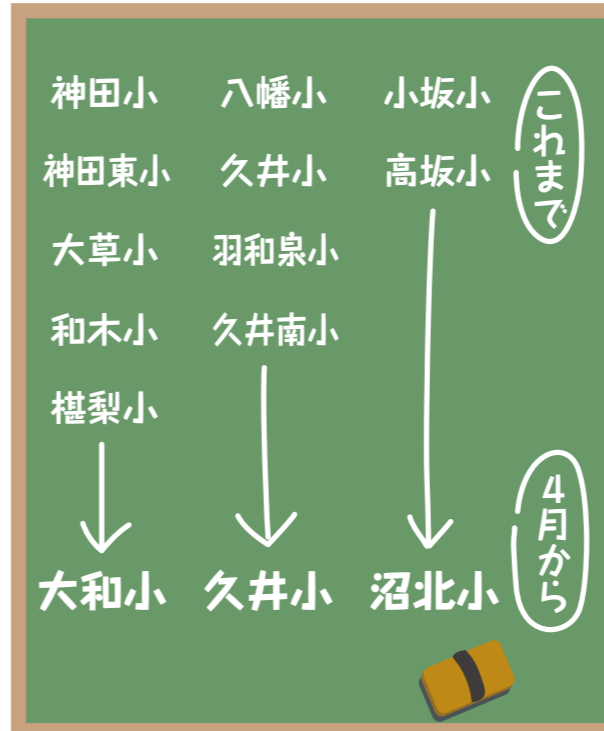 これまで
小坂小
高坂小
八幡小
久井小
羽和泉小
久井南小
神田小
神田東小
大草小
和木小
椹梨小
4月から
沼北小
久井小
大和小